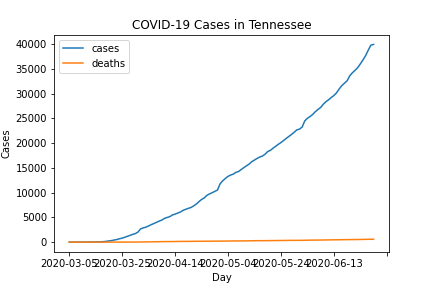 COVID-19 Cases in Tennessee
cases
deaths
40000
35000
30000
25000
20000
15000
10000
5000
0
Cases
2020-03-05 2020-03-25 2020-04-14 2020-05-04 2020-05-24 2020-06-13
Day